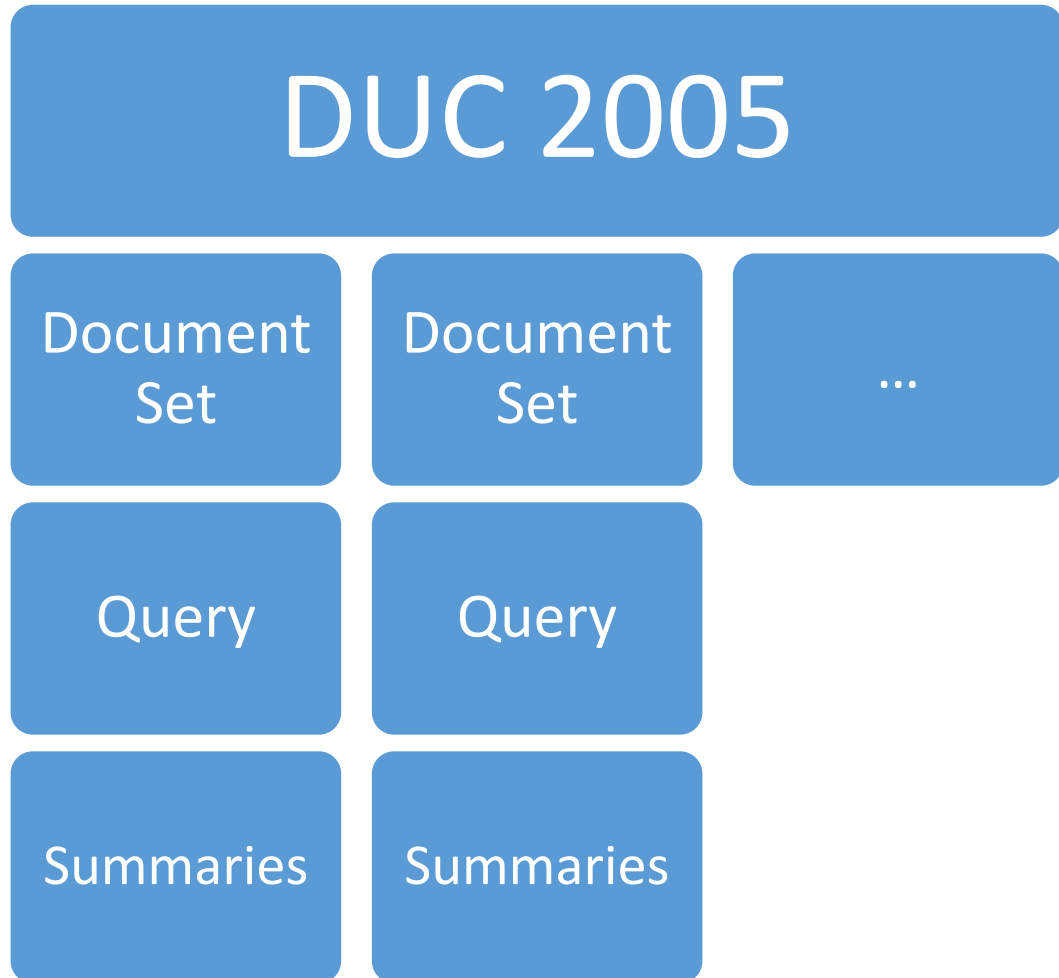 DUC 2005
Document
Set
Document
Set
...
Query
Query
Summaries
Summaries